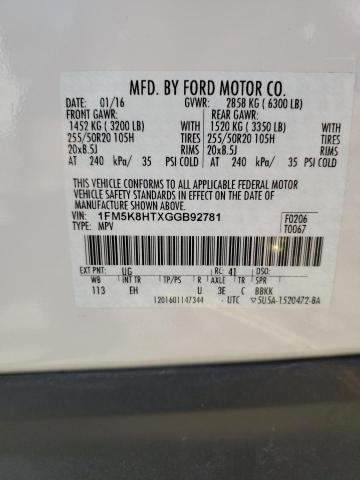 MFD. BY FORD MOTOR CO.
DATE: 01/16 GVWR: 2858 KG ( 6300 LB)
FRONT GAWR: REAR GAWR:
1452 KG ( 3200 LB) WITH 1520 KG ( 3350 LB) WITH
255/50R20 105H TIRES 255/50R20 105H TIRES
20x8.5J RIMS 20x8.5J RIMS
AT 240 kPa/ 35 PSI COLD AT 240 kPa/ 35 PSI COLD
THIS VEHICLE CONFORMS TO ALL APPLICABLE FEDERAL MOTOR
VEHICLE SAFETY AND THEFT PREVENTION STANDARDS IN
EFFECT ON THE DATE OF MANUFACTURE SHOWN ABOVE.
VIN: 1FM5K8HTXGGB92781 F0206
TYPE: MPV T0067
EXT PNT: UG RC: 41 DSO:
WB INT TR TP/PS R AXLE TR SPR
113 EH U 3E C BBKK
1201601147344 UTC 5U5A-1520472-BA